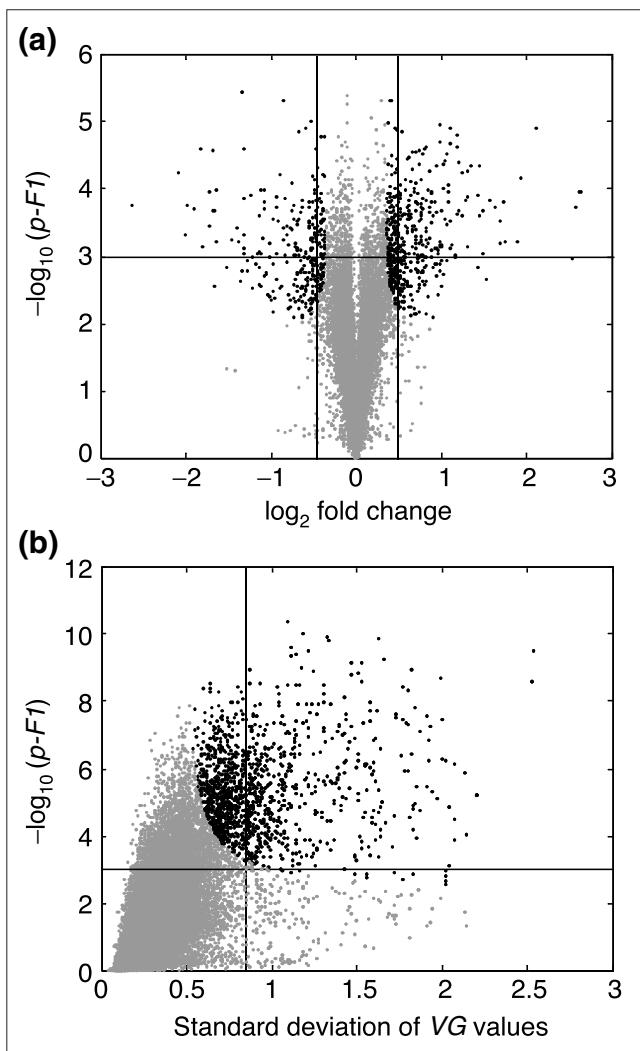 (a)
6
5
4
3
2
1
0
–log10 (p-F1)
–3 –2 –1 0 1 2 3
log2 fold change
(b)
12
10
8
6
4
2
0
–log10 (p-F1)
0 0.5 1 1.5 2 2.5 3
Standard deviation of VG values